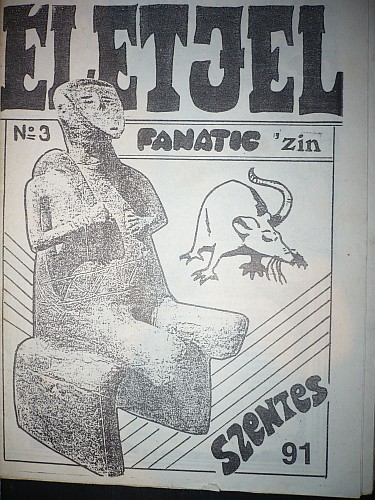 ÉLETJEL
No 3 FANATIC 'zin
SZENTES
91